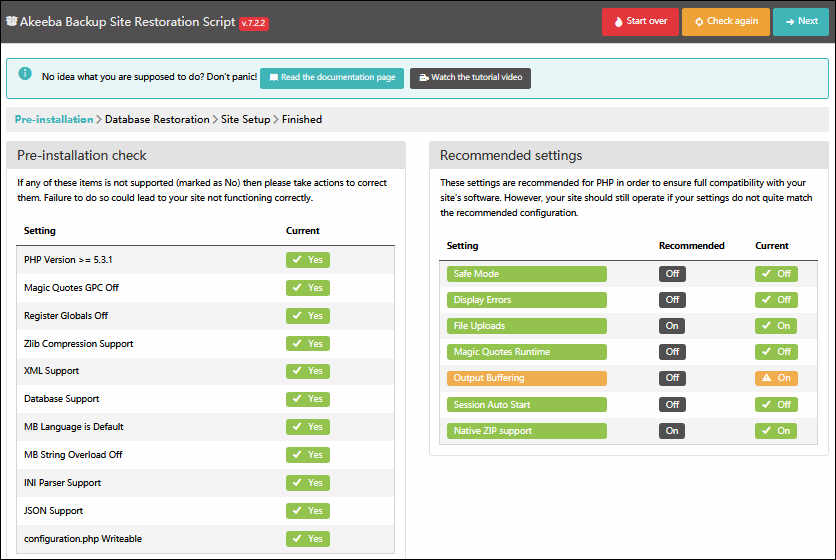 Akeeba Backup Site Restoration Script v.7.2.2
Start over
Check again
Next
No idea what you are supposed to do? Don't panic! Read the documentation page Watch the tutorial video
Pre-installation > Database Restoration > Site Setup > Finished
Pre-installation check
If any of these items is not supported (marked as No) then please take actions to correct
them. Failure to do so could lead to your site not functioning correctly.
Setting Current
PHP Version >= 5.3.1 Yes
Magic Quotes GPC Off Yes
Register Globals Off Yes
Zlib Compression Support Yes
XML Support Yes
Database Support Yes
MB Language is Default Yes
MB String Overload Off Yes
INI Parser Support Yes
JSON Support Yes
configuration.php Writeable Yes
Recommended settings
These settings are recommended for PHP in order to ensure full compatibility with your
site's software. However, your site should still operate if your settings do not quite match
the recommended configuration.
Setting Recommended Current
Safe Mode Off Off
Display Errors Off Off
File Uploads On On
Magic Quotes Runtime Off Off
Output Buffering Off On
Session Auto Start Off Off
Native ZIP support On On